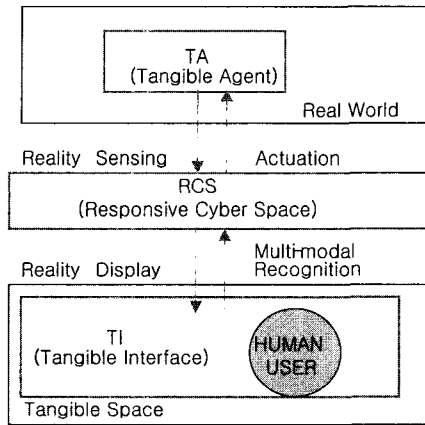 TA
(Tangible Agent)
Real World
Reality Sensing
Actuation
RCS
(Responsive Cyber Space)
Reality Display
Multi-modal
Recognition
TI
(Tangible Interface)
HUMAN
USER
Tangible Space